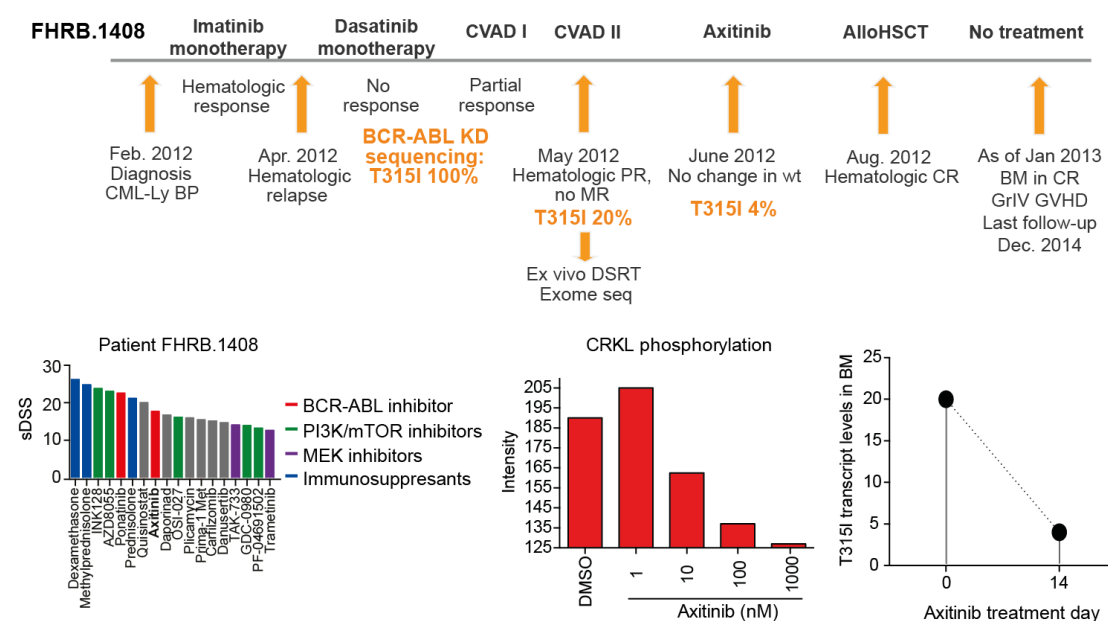 FHRB.1408
Imatinib
monotherapy
Dasatinib
monotherapy
CVAD I
CVAD II
Axitinib
AlloHSCT
No treatment
Hematologic
response
No
response
Partial
response
Feb. 2012
Diagnosis
CML-Ly BP
Apr. 2012
Hematologic
relapse
BCR-ABL KD
sequencing:
T315I 100%
May 2012
Hematologic PR,
no MR
T315I 20%
Ex vivo DSRT
Exome seq
June 2012
No change in wt
T315I 4%
Aug. 2012
Hematologic CR
As of Jan 2013
BM in CR
GrIV GVHD
Last follow-up
Dec. 2014
Patient FHRB.1408
sDSS
30
20
10
0
Dexamethasone
Methylprednisolone
INK128
AZD8055
Ponatinib
Prednisolone
Quisinostat
Axitinib
Daporinad
OSI-027
Plicamycin
Prima-1 Met
Carfilzomib
Danusertib
TAK-733
GDC-0980
PF-04691502
Trametinib
BCR-ABL inhibitor
PI3K/mTOR inhibitors
MEK inhibitors
Immunosuppresants
CRKL phosphorylation
Intensity
205
195
185
175
165
155
145
135
125
DMSO
1
10
100
1000
Axitinib (nM)
T315I transcript levels in BM
25
20
15
10
5
0
0
14
Axitinib treatment day